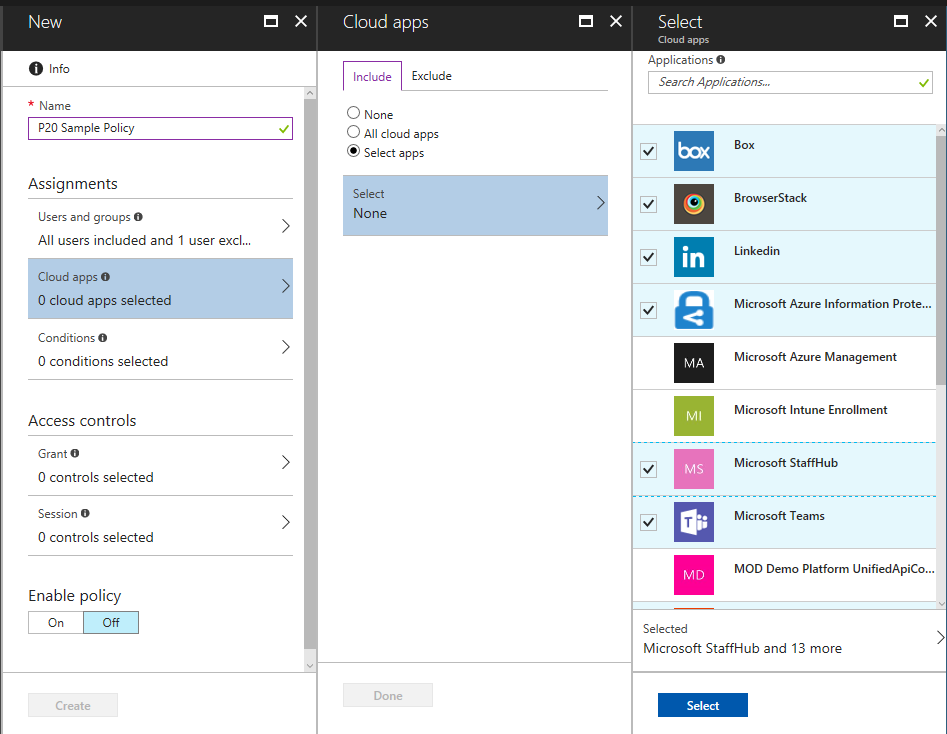 New
Info
* Name
P20 Sample Policy
Assignments
Users and groups
All users included and 1 user excl...
Cloud apps
0 cloud apps selected
Conditions
0 conditions selected
Access controls
Grant
0 controls selected
Session
0 controls selected
Enable policy
On Off
Create
Cloud apps
Include Exclude
None
All cloud apps
Select apps
Select
None
Done
Select
Cloud apps
Applications
Search Applications...
box Box
BrowserStack
in Linkedin
Microsoft Azure Information Prote...
MA Microsoft Azure Management
MI Microsoft Intune Enrollment
MS Microsoft StaffHub
T Microsoft Teams
MD MOD Demo Platform UnifiedApiCo...
Selected
Microsoft StaffHub and 13 more
Select